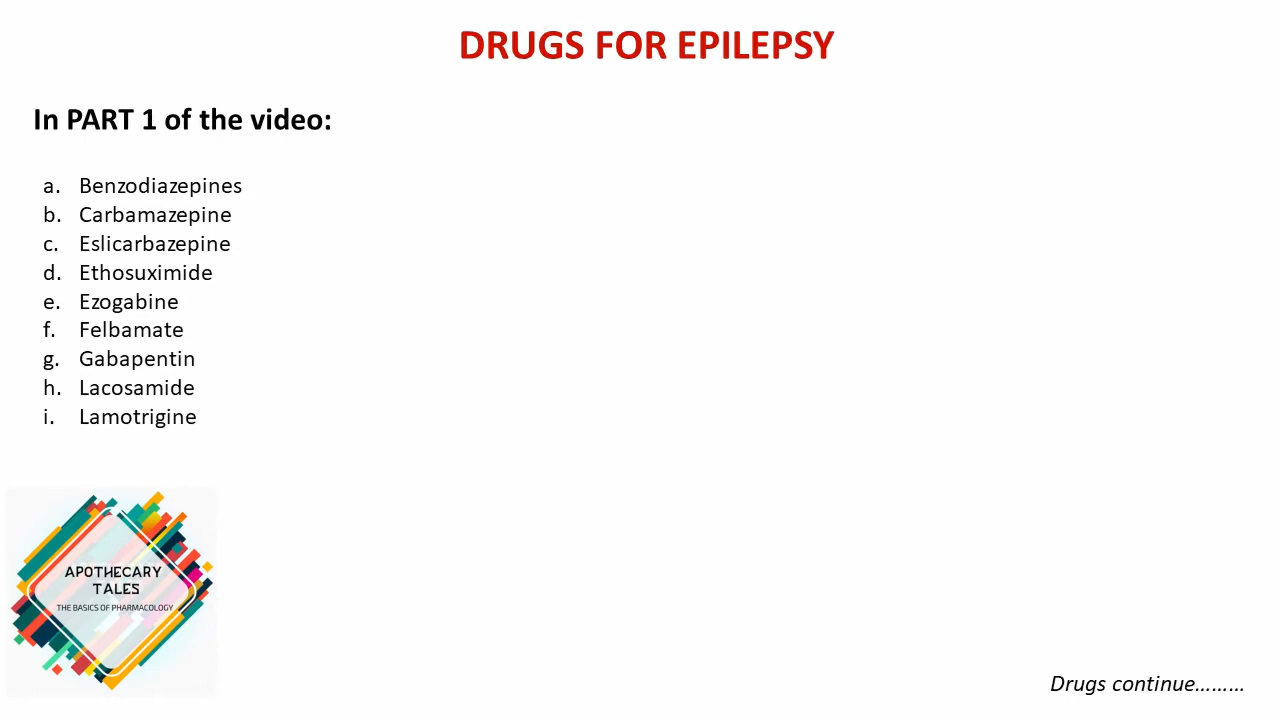 DRUGS FOR EPILEPSY
In PART 1 of the video:
a. Benzodiazepines
b. Carbamazepine
c. Eslicarbazepine
d. Ethosuximide
e. Ezogabine
f. Felbamate
g. Gabapentin
h. Lacosamide
i. Lamotrigine
APOTHECARY
TALES
THE BASICS OF PHARMACOLOGY
Drugs continue.........